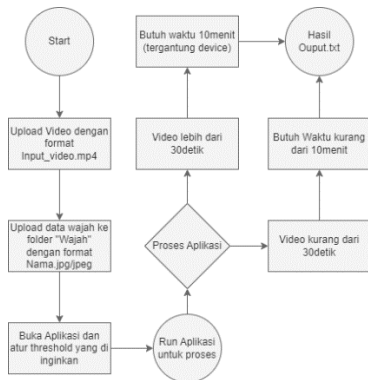 Start
Upload Video dengan
format
Input_video.mp4
Upload data wajah ke
folder "Wajah"
dengan format
Nama.jpg/jpeg
Buka Aplikasi dan
atur threshold yang di
inginkan
Run Aplikasi
untuk proses
Proses Aplikasi
Video lebih dari
30detik
Butuh waktu 10menit
(tergantung device)
Video kurang dari
30detik
Butuh Waktu kurang
dari 10menit
Hasil
Ouput.txt